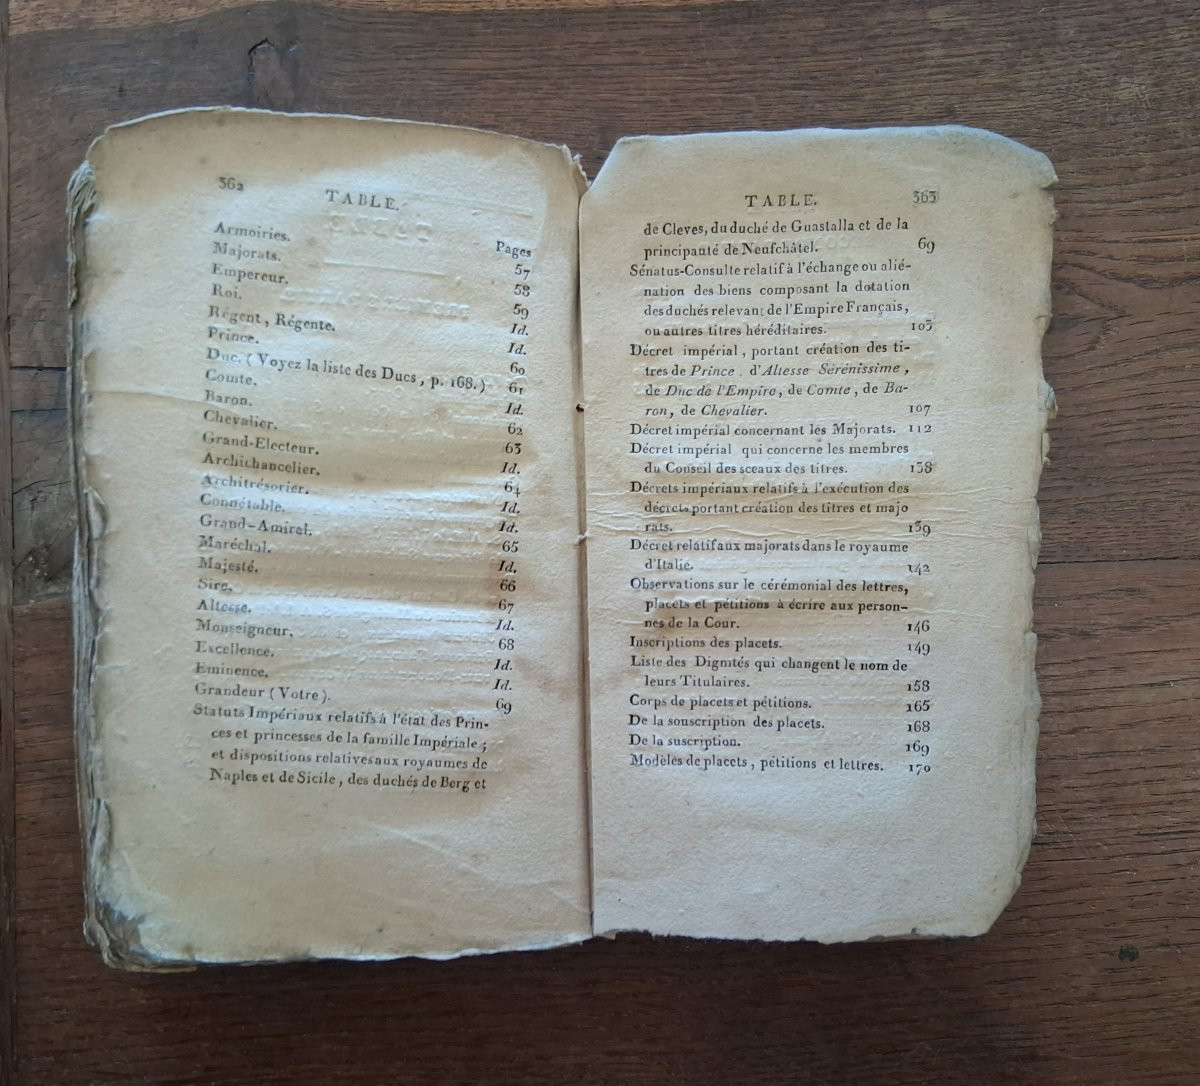 362
TABLE.
Pages
Armoiries. 57
Majorats. 58
Empereur. 59
Roi. Id.
Régent, Régente. Id.
Prince. 60
Duc. (Voyez la liste des Ducs, p. 168.) 61
Comte. Id.
Baron. 62
Chevalier. 63
Grand-Electeur. Id.
Archichancelier. 64
Architrésorier. Id.
Connétable. Id.
Grand-Amiral. 65
Maréchal. Id.
Majesté. 66
Sire. 67
Altesse. Id.
Monseigneur. 68
Excellence. Id.
Eminence. Id.
Grandeur (Votre). 69
Statuts Impériaux relatifs à l'état des Prin-
ces et princesses de la famille Impériale ;
et dispositions relatives aux royaumes de
Naples et de Sicile, des duchés de Berg et
TABLE. 363
de Cleves, du duché de Guastalla et de la
principauté de Neufchâtel. 69
Sénatus-Consulte relatif à l'échange ou alié-
nation des biens composant la dotation
des duchés relevant de l'Empire Français,
ou autres titres héréditaires. 103
Décret impérial, portant création des ti-
tres de Prince, d'Altesse Sérénissime,
de Duc de l'Empire, de Comte, de Ba-
ron, de Chevalier. 107
Décret impérial concernant les Majorats. 112
Décret impérial qui concerne les membres
du Conseil des sceaux des titres. 138
Décrets impériaux relatifs à l'exécution des
décrets portant création des titres et majo
rats. 139
Décret relatif aux majorats dans le royaume
d'Italie. 142
Observations sur le cérémonial des lettres,
placets et pétitions à écrire aux person-
nes de la Cour. 146
Inscriptions des placets. 149
Liste des Dignités qui changent le nom de
leurs Titulaires. 158
Corps de placets et pétitions. 165
De la souscription des placets. 168
De la suscription. 169
Modèles de placets, pétitions et lettres. 170